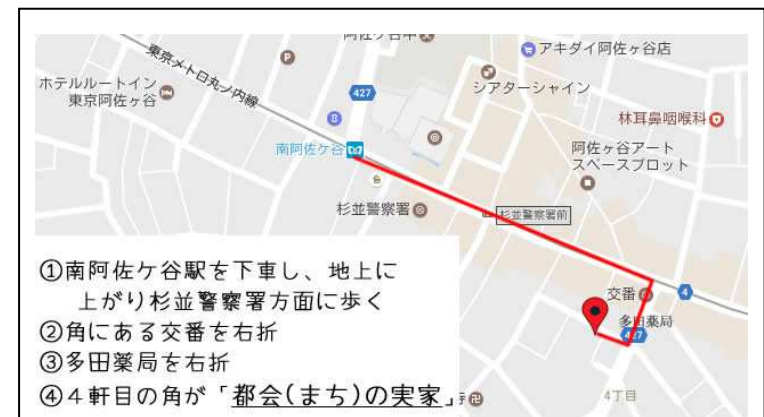 東京メトロ丸ノ内線
アキダイ阿佐ヶ谷店
ホテルルートイン
東京阿佐ヶ谷
シアターシャイン
427
林耳鼻咽喉科
南阿佐ケ谷
阿佐ヶ谷アート
スペースプロット
杉並警察署
杉並警察署前
①南阿佐ケ谷駅を下車し、地上に
上がり杉並警察署方面に歩く
②角にある交番を右折
③多田薬局を右折
④4軒目の角が「都会(まち)の実家」
交番
4
多田薬局
427
4丁目